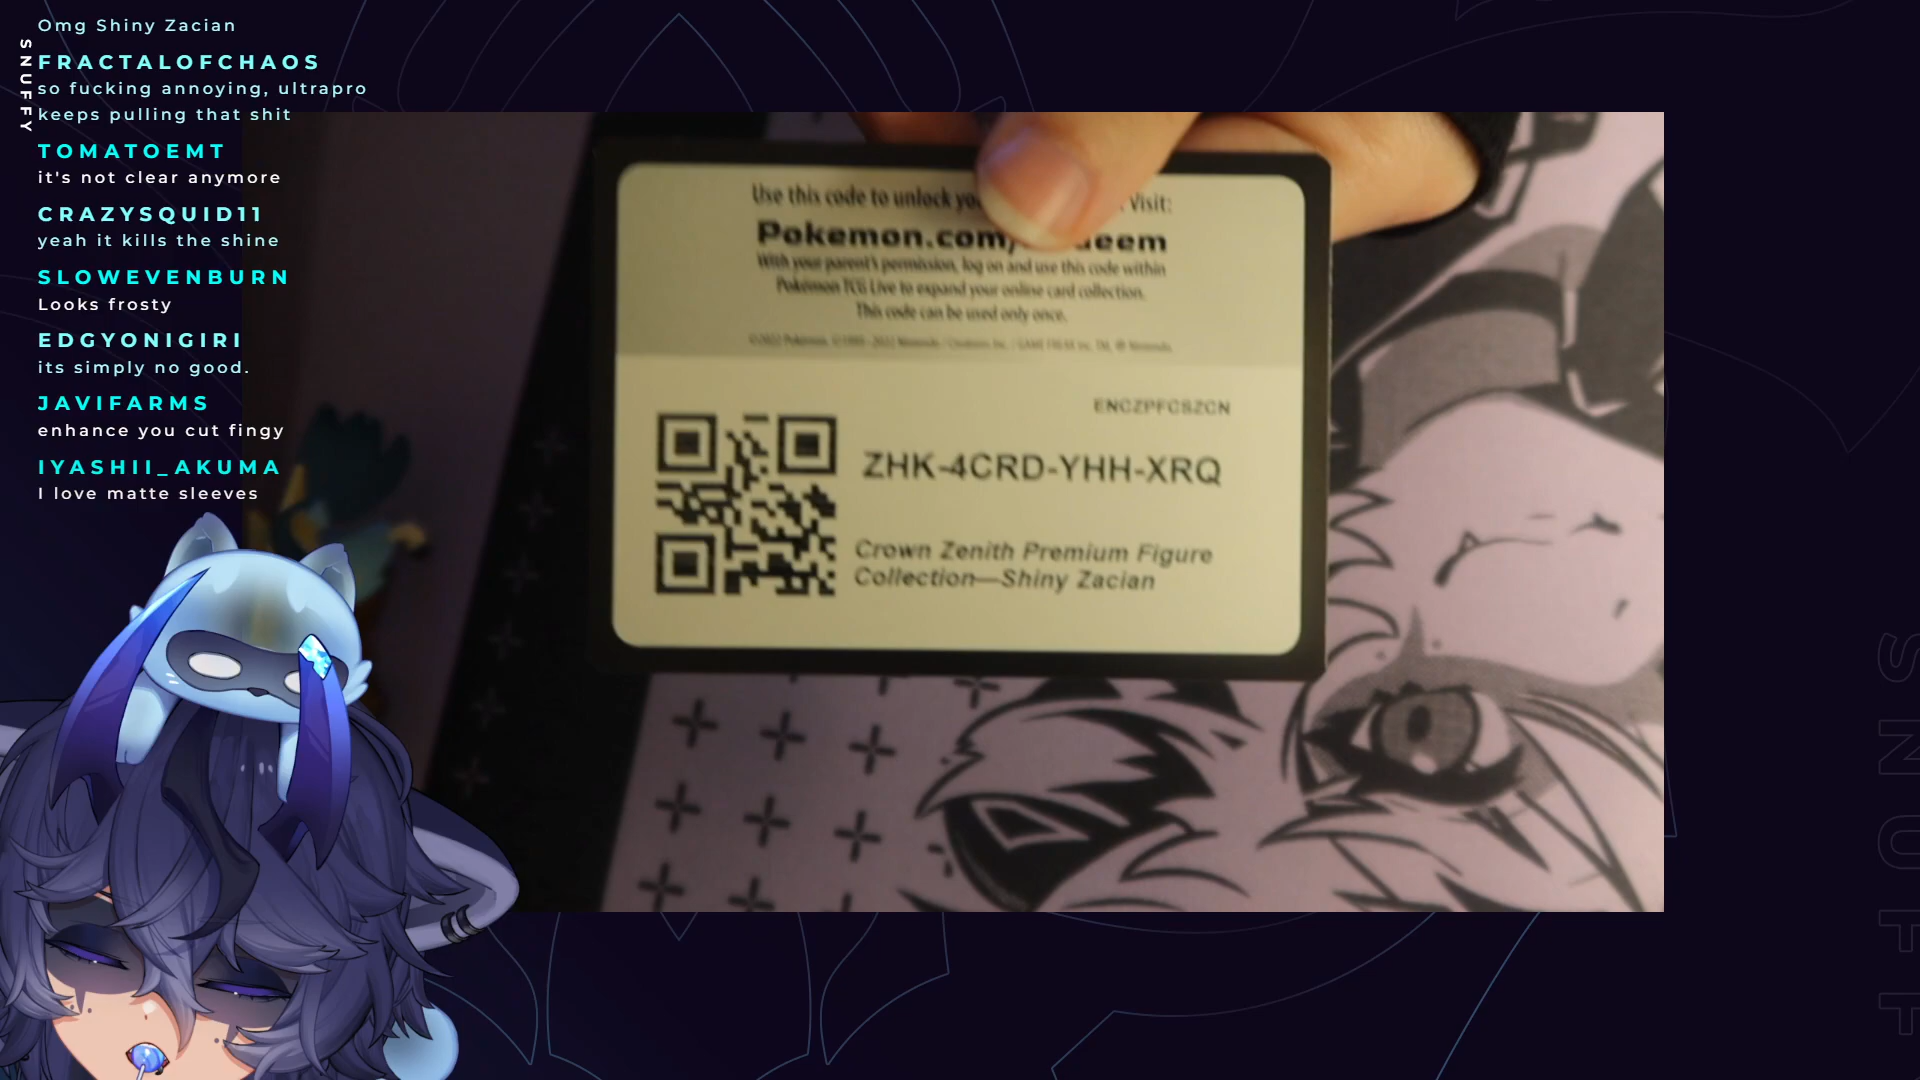 Omg Shiny Zacian
SNUFFY
FRACTALOFCHAOS
so fucking annoying, ultrapro
keeps pulling that shit
TOMATOEMT
it's not clear anymore
CRAZYSQUID11
yeah it kills the shine
SLOWEVENBURN
Looks frosty
EDGYONIGIRI
its simply no good.
JAVIFARMS
enhance you cut fingy
IYASHII_AKUMA
I love matte sleeves
Use this code to unlock Visit:
Pokemon.com/
With your parent's permission, log on and use this code within
Pokémon TCG Live to expand your online card collection.
This code can be used only once.
ENCZPFCSZCN
ZHK-4CRD-YHH-XRQ
Crown Zenith Premium Figure
Collection—Shiny Zacian
SNUFF